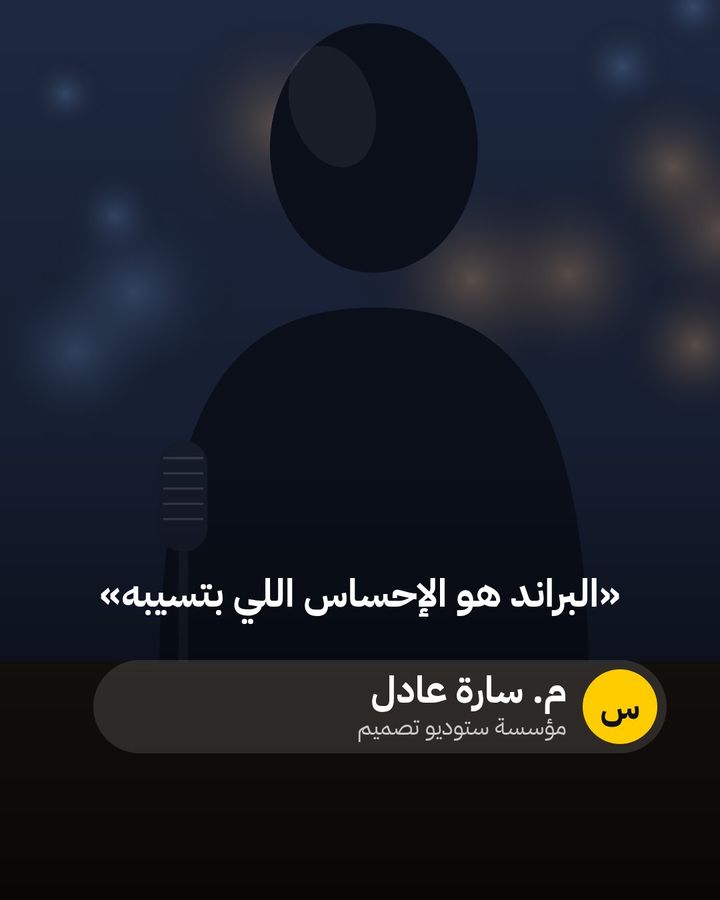 «البراند هو الإحساس اللي بتسيبه»
م. سارة عادل
مؤسسة ستوديو تصميم
س